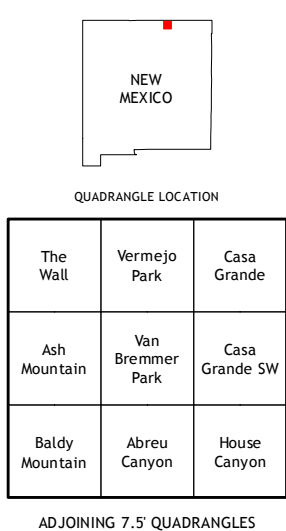 NEW
MEXICO
QUADRANGLE LOCATION
The
Wall
Vermejo
Park
Casa
Grande
Ash
Mountain
Van
Bremmer
Park
Casa
Grande SW
Baldy
Mountain
Abreu
Canyon
House
Canyon
ADJOINING 7.5' QUADRANGLES